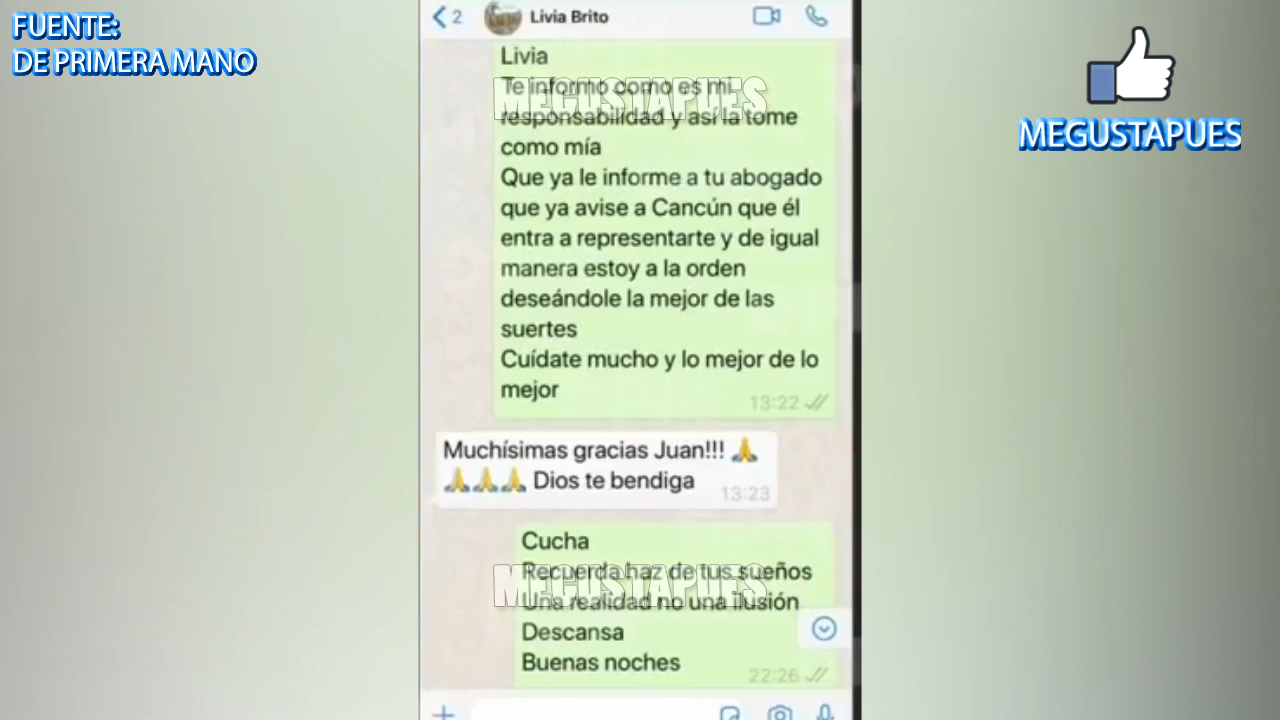 FUENTE:
DE PRIMERA MANO
MEGUSTAPUES
2
Livia Brito
Livia
Te informo como es mi
responsabilidad y así la tome
como mía
Que ya le informe a tu abogado
que ya avise a Cancún que él
entra a representarte y de igual
manera estoy a la orden
deseándole la mejor de las
suertes
Cuídate mucho y lo mejor de lo
mejor
13:22
MEGUSTAPUES
Muchísimas gracias Juan!!! 🙏
🙏🙏🙏 Dios te bendiga
13:23
Cucha
Recuerda haz de tus sueños
Una realidad no una ilusión
Descansa
Buenas noches
22:26
MEGUSTAPUES